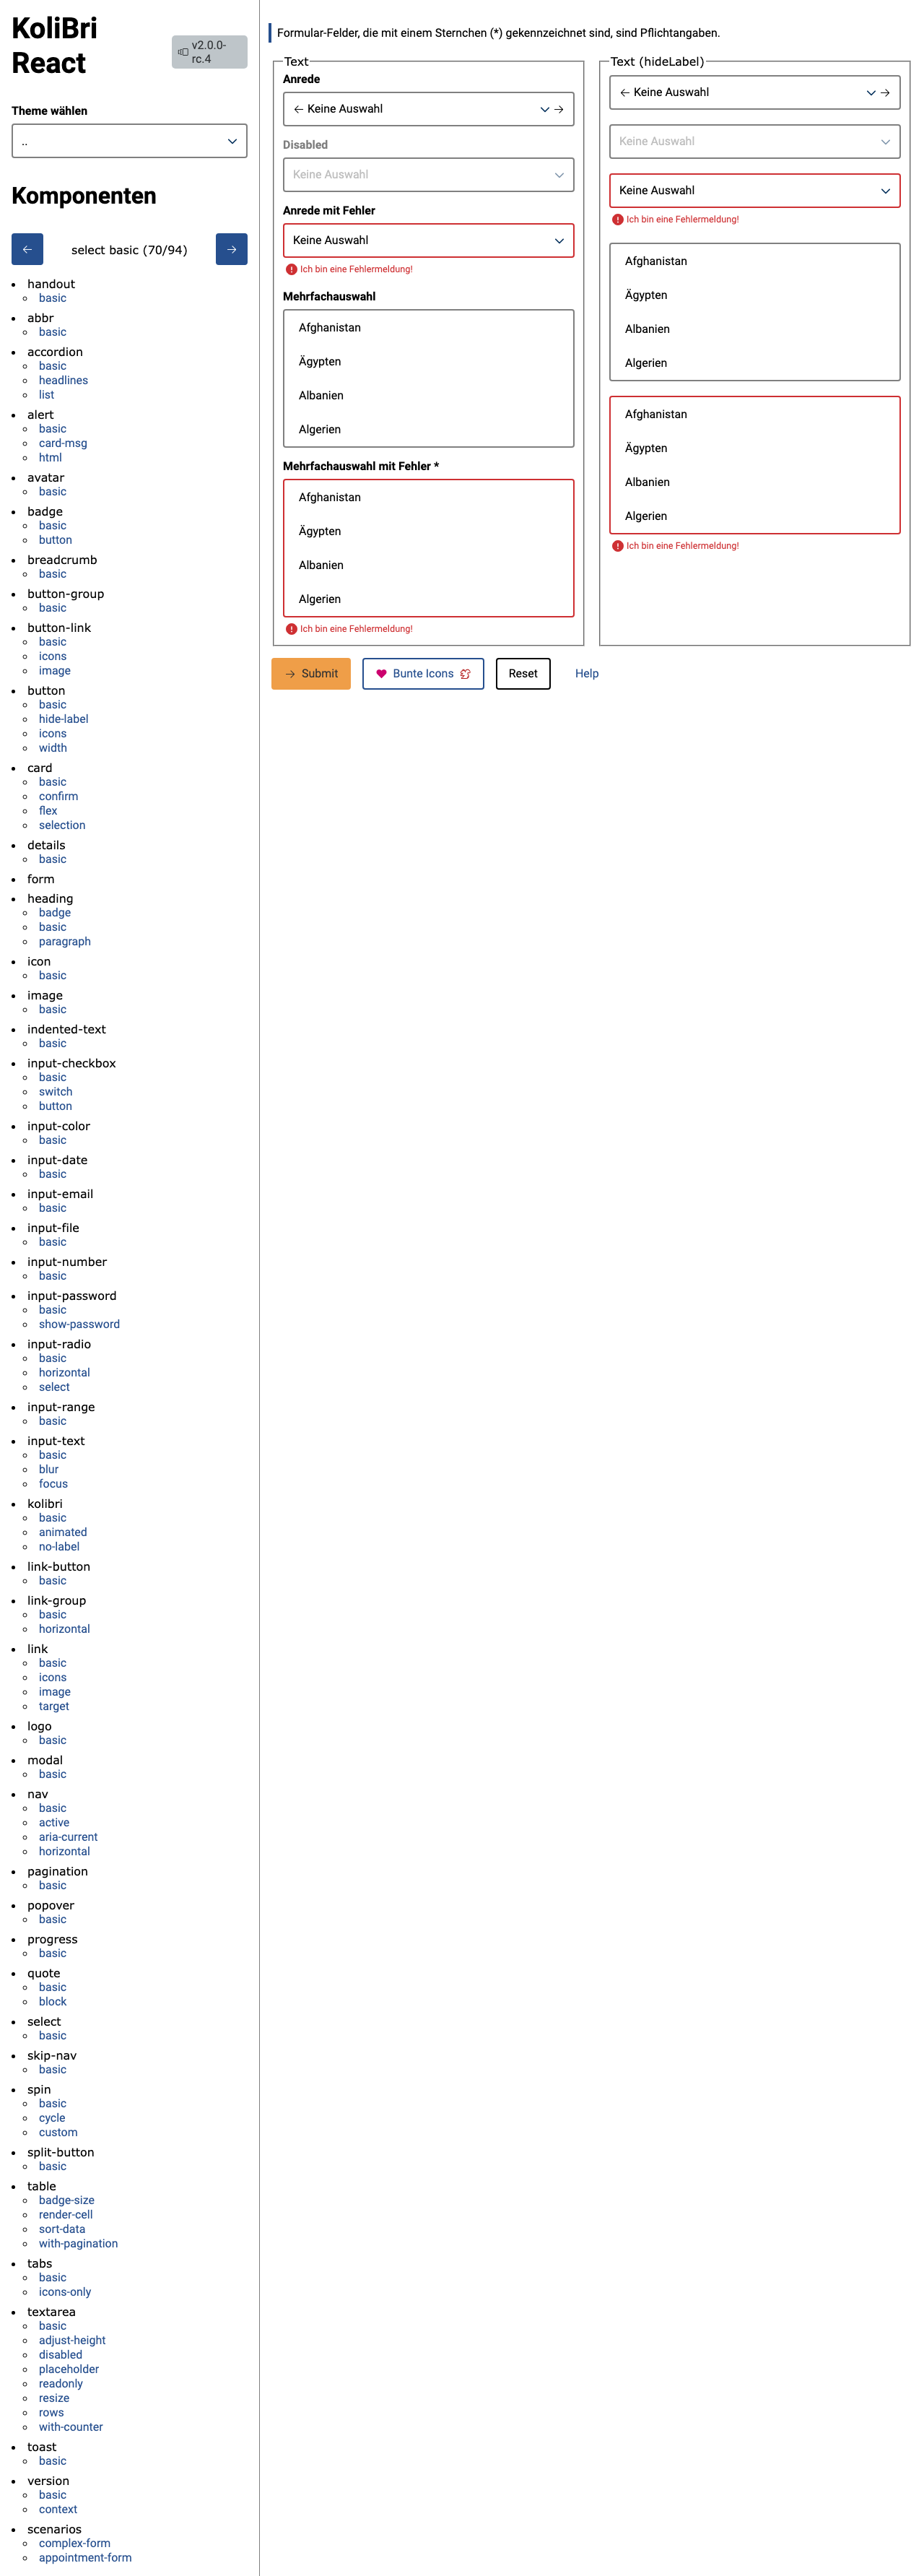 KoliBri
React
v2.0.0-
rc.4
Theme wählen
..
Komponenten
select basic (70/94)
handout
basic
abbr
basic
accordion
basic
headlines
list
alert
basic
card-msg
html
avatar
basic
badge
basic
button
breadcrumb
basic
button-group
basic
button-link
basic
icons
image
button
basic
hide-label
icons
width
card
basic
confirm
flex
selection
details
basic
form
heading
badge
basic
paragraph
icon
basic
image
basic
indented-text
basic
input-checkbox
basic
switch
button
input-color
basic
input-date
basic
input-email
basic
input-file
basic
input-number
basic
input-password
basic
show-password
input-radio
basic
horizontal
select
input-range
basic
input-text
basic
blur
focus
kolibri
basic
animated
no-label
link-button
basic
link-group
basic
horizontal
link
basic
icons
image
target
logo
basic
modal
basic
nav
basic
active
aria-current
horizontal
pagination
basic
popover
basic
progress
basic
quote
basic
block
select
basic
skip-nav
basic
spin
basic
cycle
custom
split-button
basic
table
badge-size
render-cell
sort-data
with-pagination
tabs
basic
icons-only
textarea
basic
adjust-height
disabled
placeholder
readonly
resize
rows
with-counter
toast
basic
version
basic
context
scenarios
complex-form
appointment-form
Formular-Felder, die mit einem Sternchen (*) gekennzeichnet sind, sind Pflichtangaben.
Text
Anrede
Keine Auswahl
Disabled
Keine Auswahl
Anrede mit Fehler
Keine Auswahl
Ich bin eine Fehlermeldung!
Mehrfachauswahl
Afghanistan
Ägypten
Albanien
Algerien
Mehrfachauswahl mit Fehler *
Afghanistan
Ägypten
Albanien
Algerien
Ich bin eine Fehlermeldung!
Text (hideLabel)
Keine Auswahl
Keine Auswahl
Keine Auswahl
Ich bin eine Fehlermeldung!
Afghanistan
Ägypten
Albanien
Algerien
Afghanistan
Ägypten
Albanien
Algerien
Ich bin eine Fehlermeldung!
Submit
Bunte Icons
Reset
Help